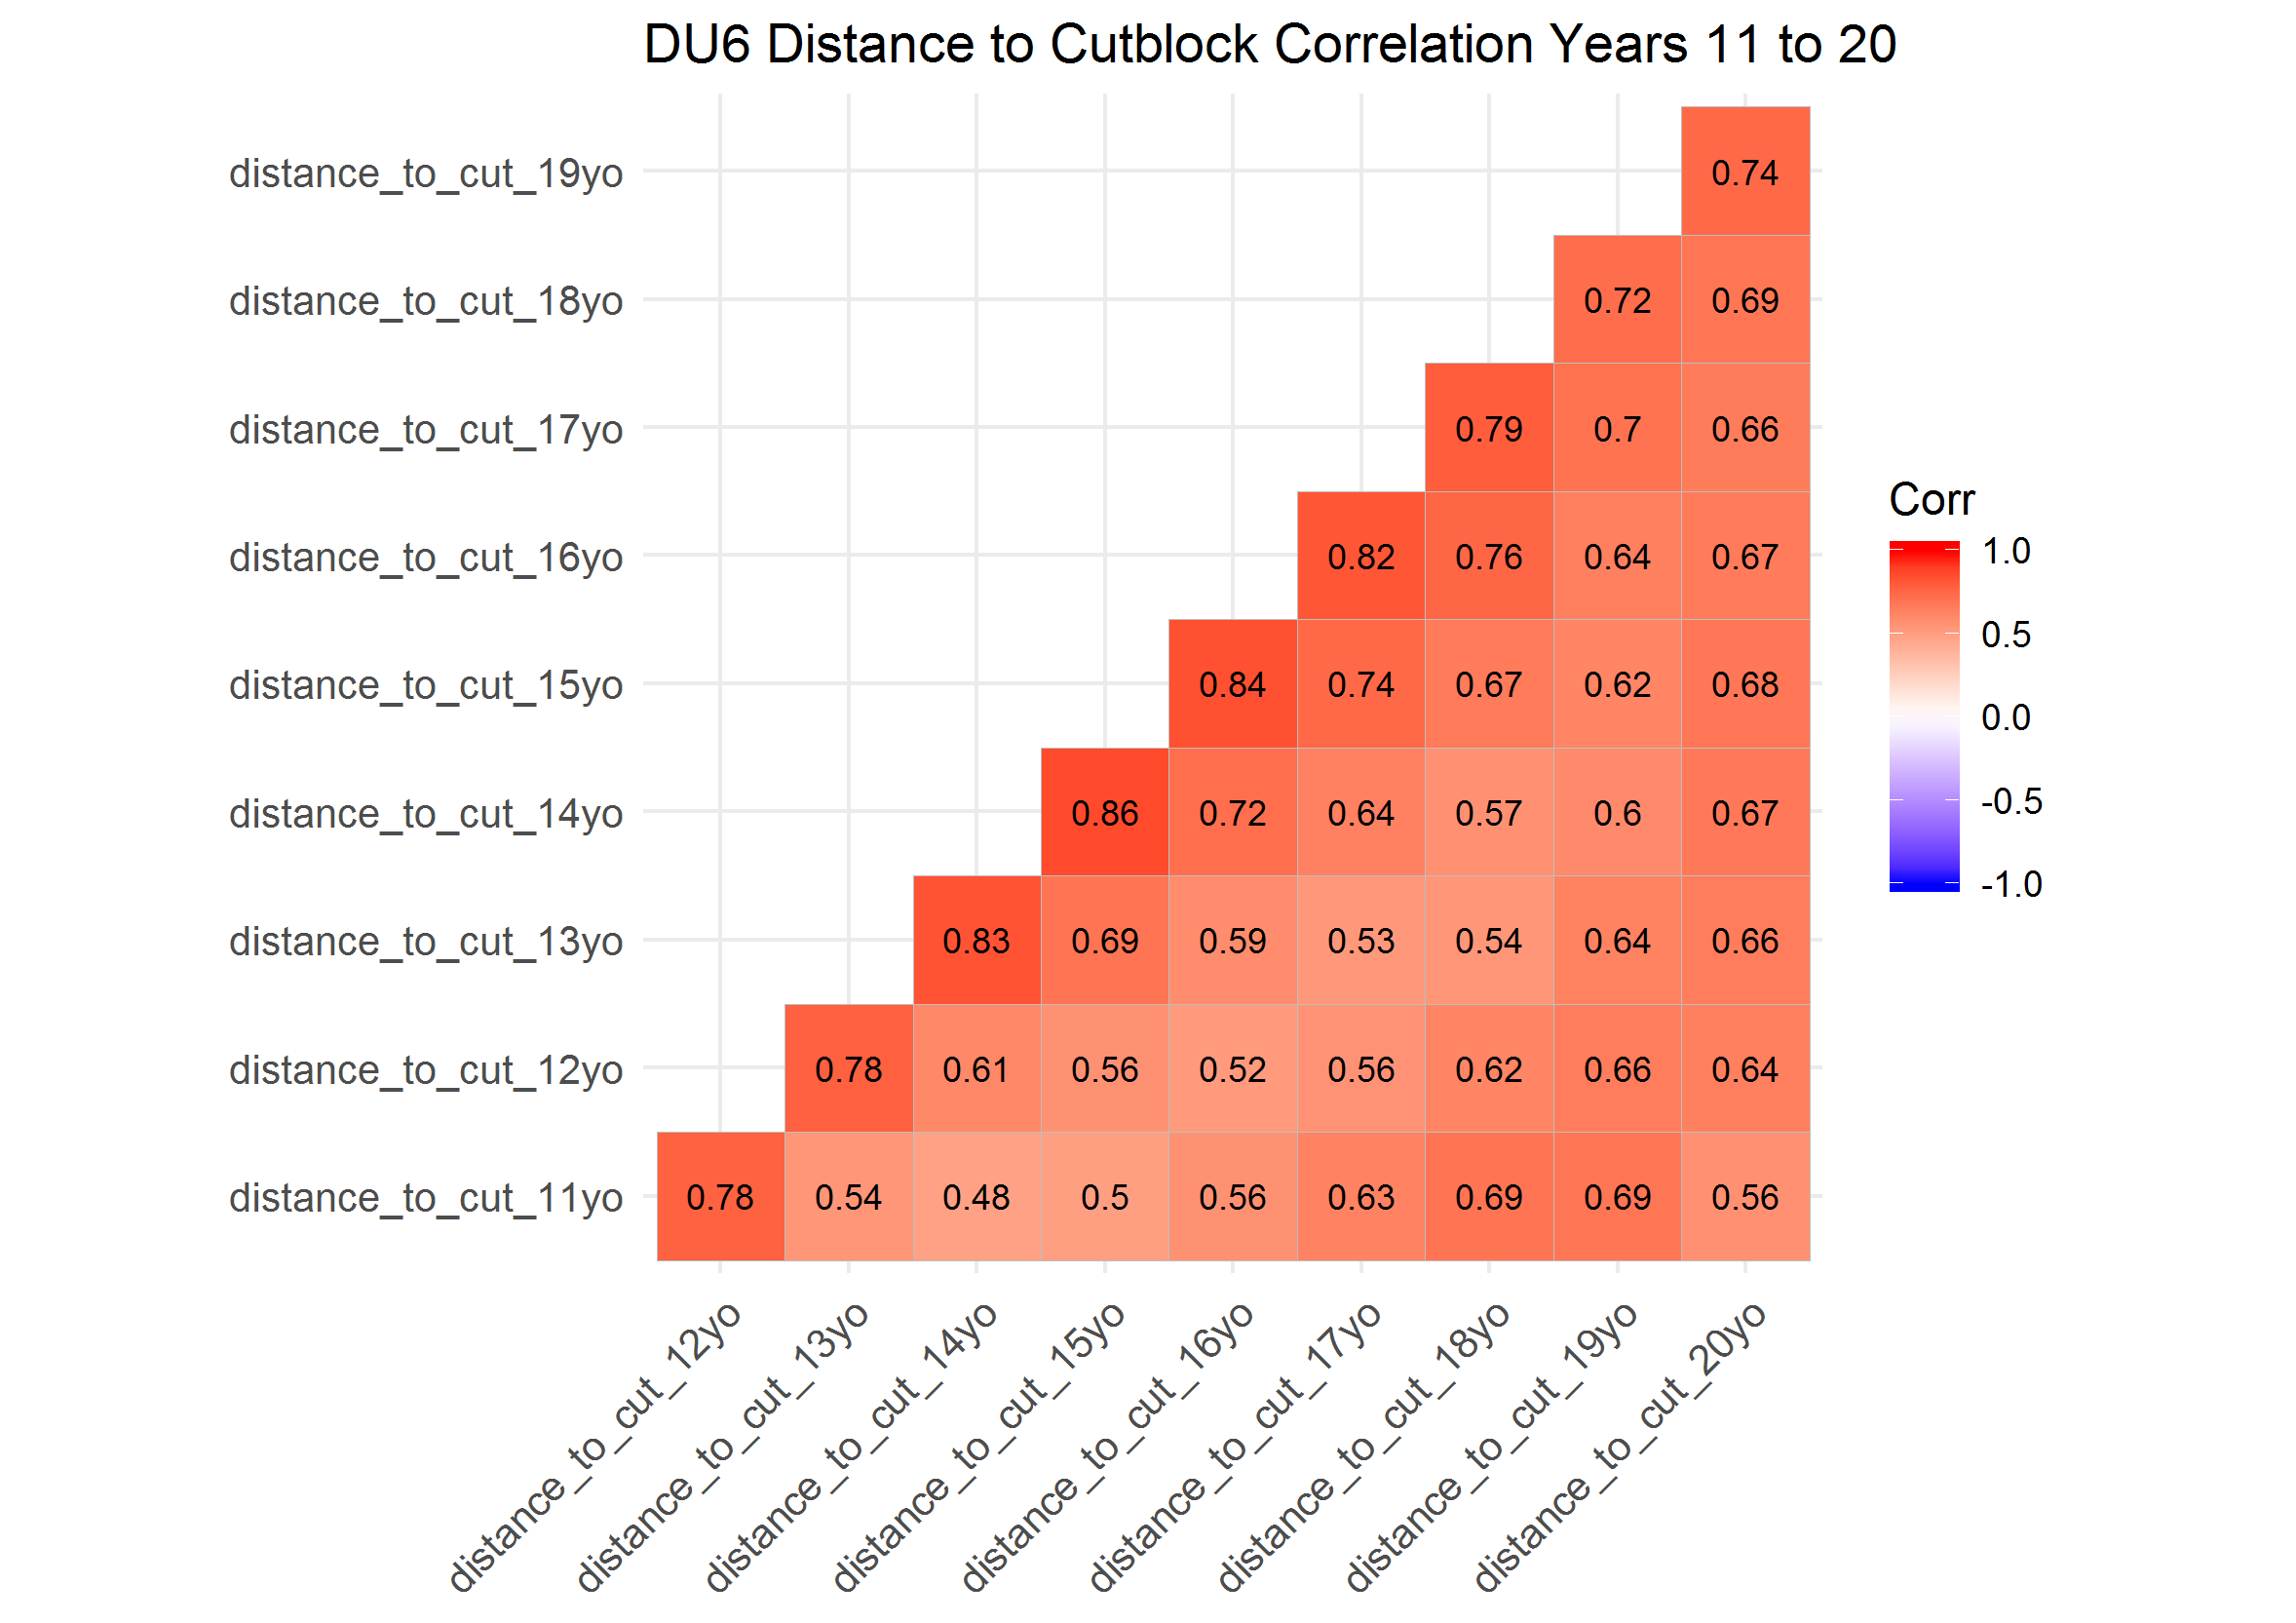 DU6 Distance to Cutblock Correlation Years 11 to 20
distance_to_cut_19yo
0.74
distance_to_cut_18yo
0.72 0.69
distance_to_cut_17yo
0.79 0.7 0.66
distance_to_cut_16yo
0.82 0.76 0.64 0.67
distance_to_cut_15yo
0.84 0.74 0.67 0.62 0.68
distance_to_cut_14yo
0.86 0.72 0.64 0.57 0.6 0.67
distance_to_cut_13yo
0.83 0.69 0.59 0.53 0.54 0.64 0.66
distance_to_cut_12yo
0.78 0.61 0.56 0.52 0.56 0.62 0.66 0.64
distance_to_cut_11yo
0.78 0.54 0.48 0.5 0.56 0.63 0.69 0.69 0.56
distance_to_cut_12yo
distance_to_cut_13yo
distance_to_cut_14yo
distance_to_cut_15yo
distance_to_cut_16yo
distance_to_cut_17yo
distance_to_cut_18yo
distance_to_cut_19yo
distance_to_cut_20yo
Corr
1.0
0.5
0.0
-0.5
-1.0